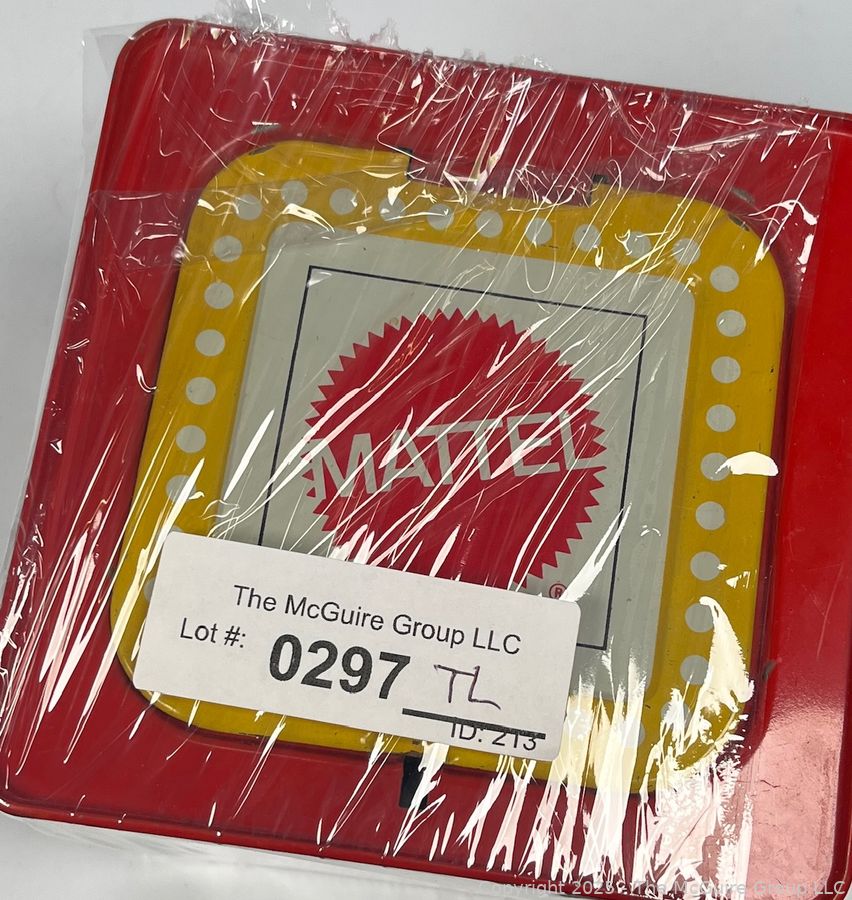 MATTEL
®
The McGuire Group LLC
Lot #: 0297 TL
ID: 213
Copyright 2025 - The McGuire Group LLC